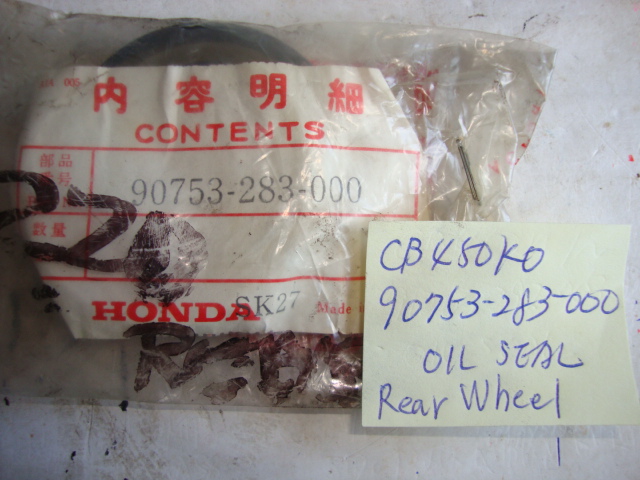 内容明細
CONTENTS
部品
番号
90753-283-000
数量
HONDA SK27 Made in
CB450K0
90753-283-000
OIL SEAL
Rear Wheel